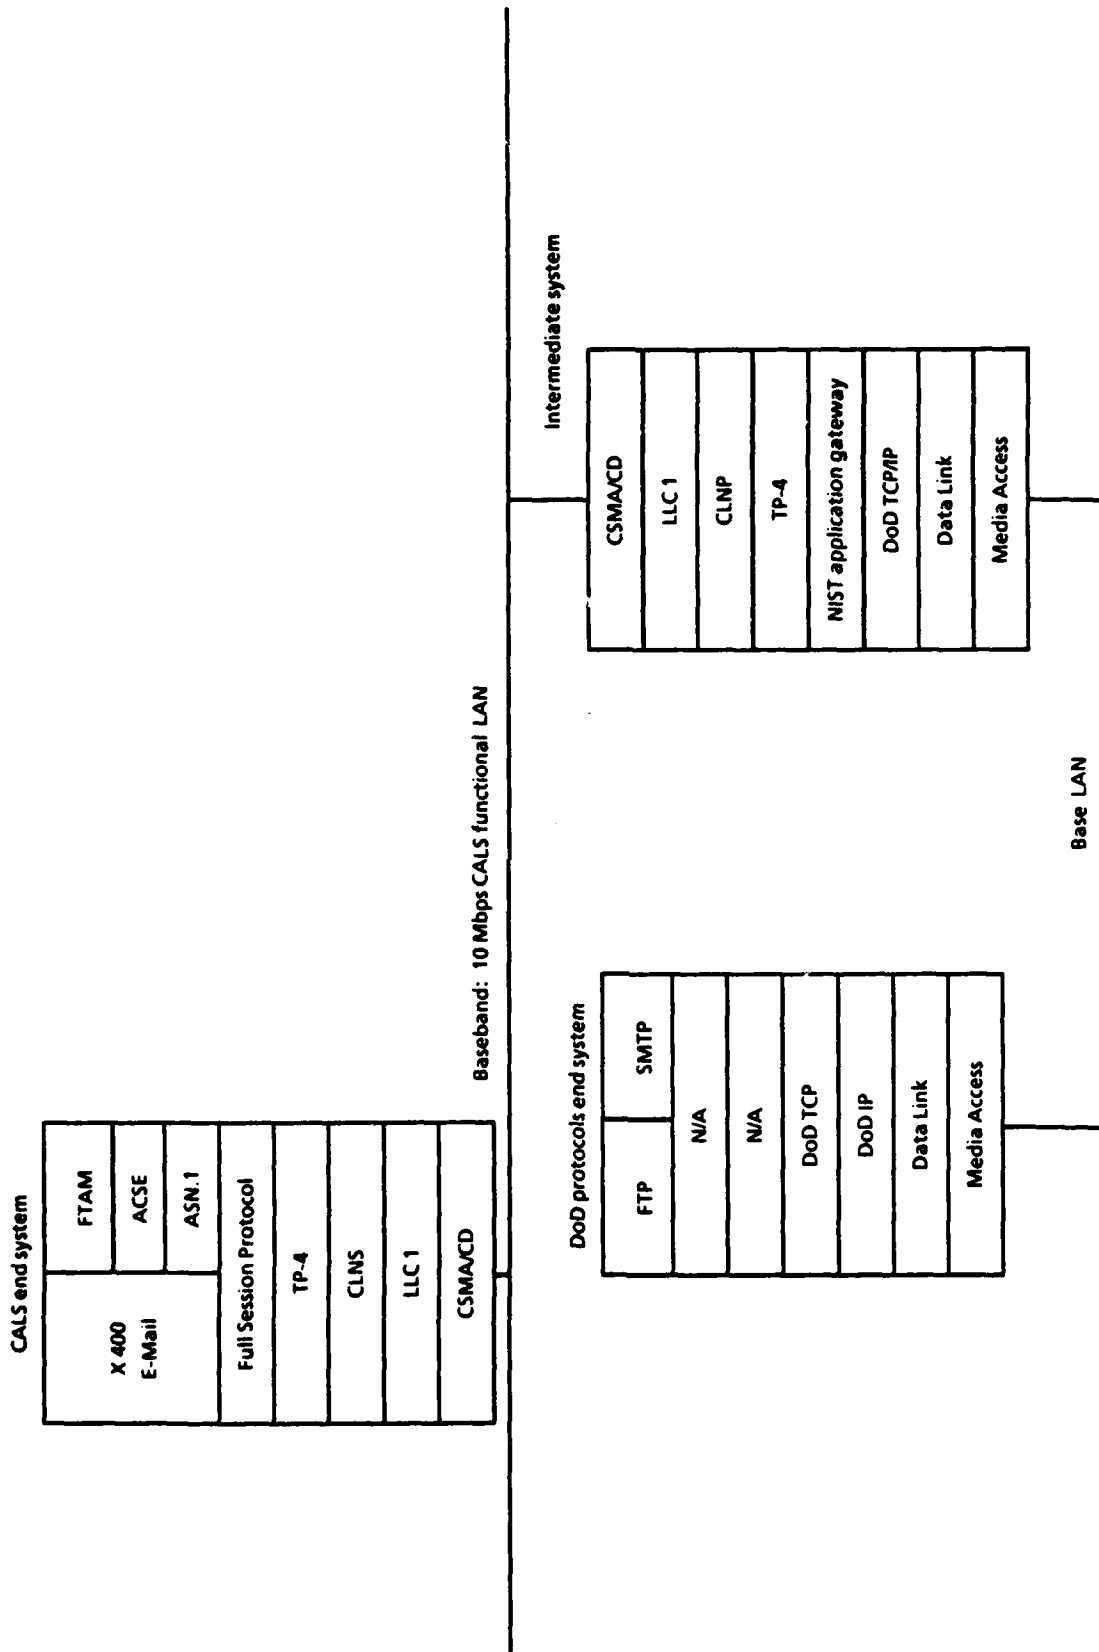 CALS end system
X 400
E-Mail
FTAM
ACSE
ASN.1
Full Session Protocol
TP-4
CLNS
LLC 1
CSMA/CD
Baseband: 10 Mbps CALS functional LAN
DoD protocols end system
FTP
SMTP
N/A
N/A
DoD TCP
DoD IP
Data Link
Media Access
Intermediate system
CSMA/CD
LLC 1
CLNP
TP-4
NIST application gateway
DoD TCP/IP
Data Link
Media Access
Base LAN